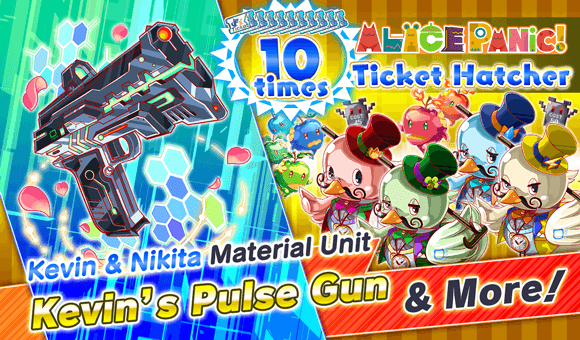 10
times
ALICE PANIC!
Ticket Hatcher
Kevin & Nikita Material Unit
Kevin's Pulse Gun & More!